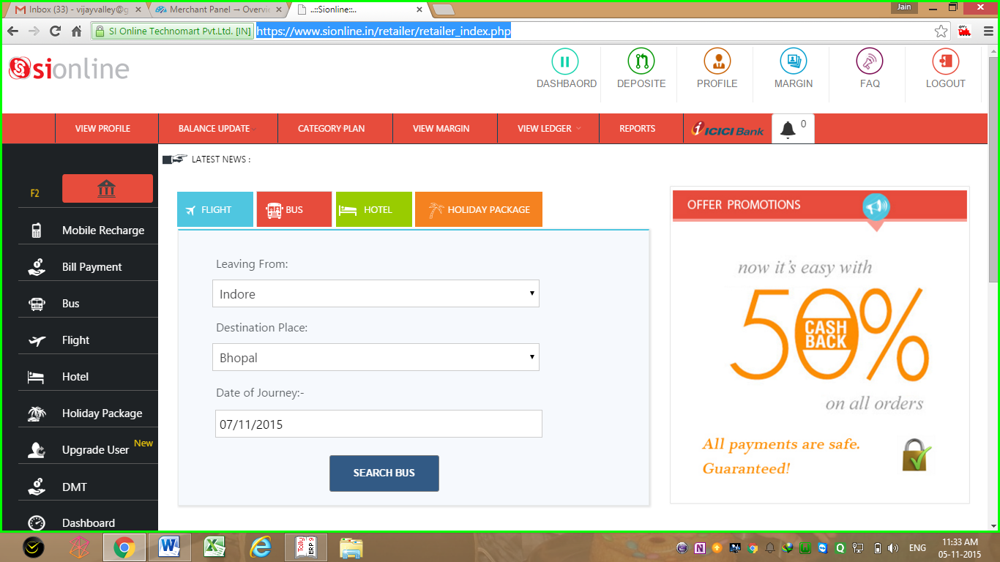 Inbox (33) - vijayvalley@g
Merchant Panel → Overvie
..::Sionline::..
Jain
SI Online Technomart Pvt.Ltd. [IN]
https://www.sionline.in/retailer/retailer_index.php
sionline
DASHBAORD
DEPOSITE
PROFILE
MARGIN
FAQ
LOGOUT
VIEW PROFILE
BALANCE UPDATE
CATEGORY PLAN
VIEW MARGIN
VIEW LEDGER
REPORTS
ICICI Bank
0
LATEST NEWS :
F2
Mobile Recharge
Bill Payment
Bus
Flight
Hotel
Holiday Package
Upgrade User New
DMT
Dashboard
FLIGHT
BUS
HOTEL
HOLIDAY PACKAGE
Leaving From:
Indore
Destination Place:
Bhopal
Date of Journey:-
07/11/2015
SEARCH BUS
OFFER PROMOTIONS
now it's easy with
50%
CASH
BACK
on all orders
All payments are safe.
Guaranteed!
Tally
ERP 9
ENG
11:33 AM
05-11-2015